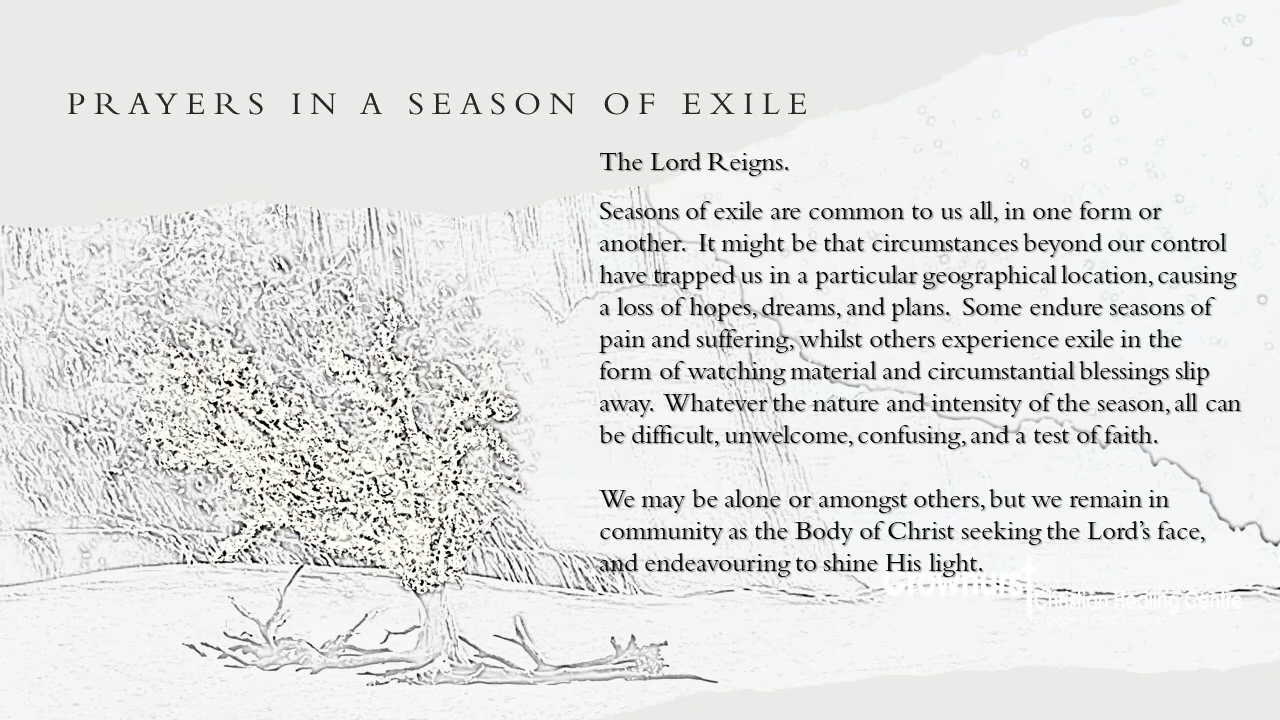 PRAYERS IN A SEASON OF EXILE
The Lord Reigns.
Seasons of exile are common to us all, in one form or
another.  It might be that circumstances beyond our control
have trapped us in a particular geographical location, causing
a loss of hopes, dreams, and plans.  Some endure seasons of
pain and suffering, whilst others experience exile in the
form of watching material and circumstantial blessings slip
away.  Whatever the nature and intensity of the season, all can
be difficult, unwelcome, confusing, and a test of faith.
We may be alone or amongst others, but we remain in
community as the Body of Christ seeking the Lord’s face,
and endeavouring to shine His light.
Crowhurst
Christian Healing Centre